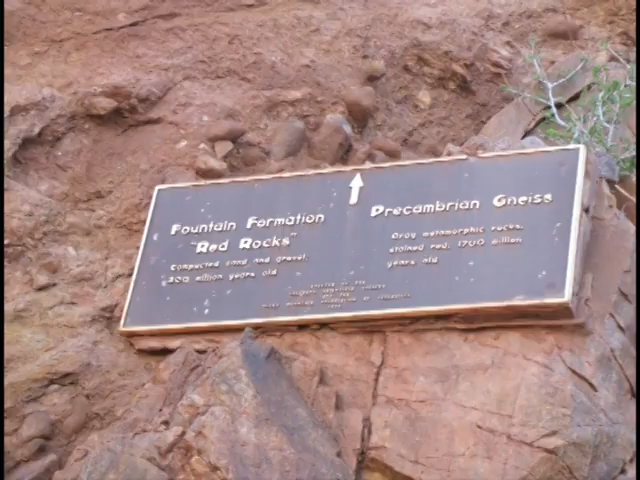 Fountain Formation
"Red Rocks"
Compacted sand and gravel.
300 million years old
Precambrian Gneiss
Gray metamorphic rocks,
stained red. 1700 million
years old